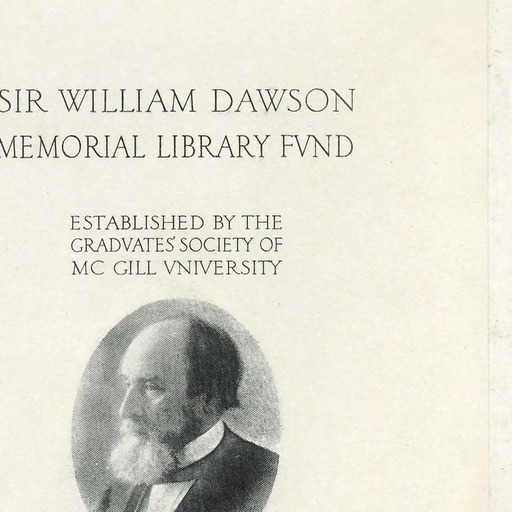 SIR WILLIAM DAWSON
MEMORIAL LIBRARY FVND
ESTABLISHED BY THE
GRADVATES' SOCIETY OF
MC GILL VNIVERSITY